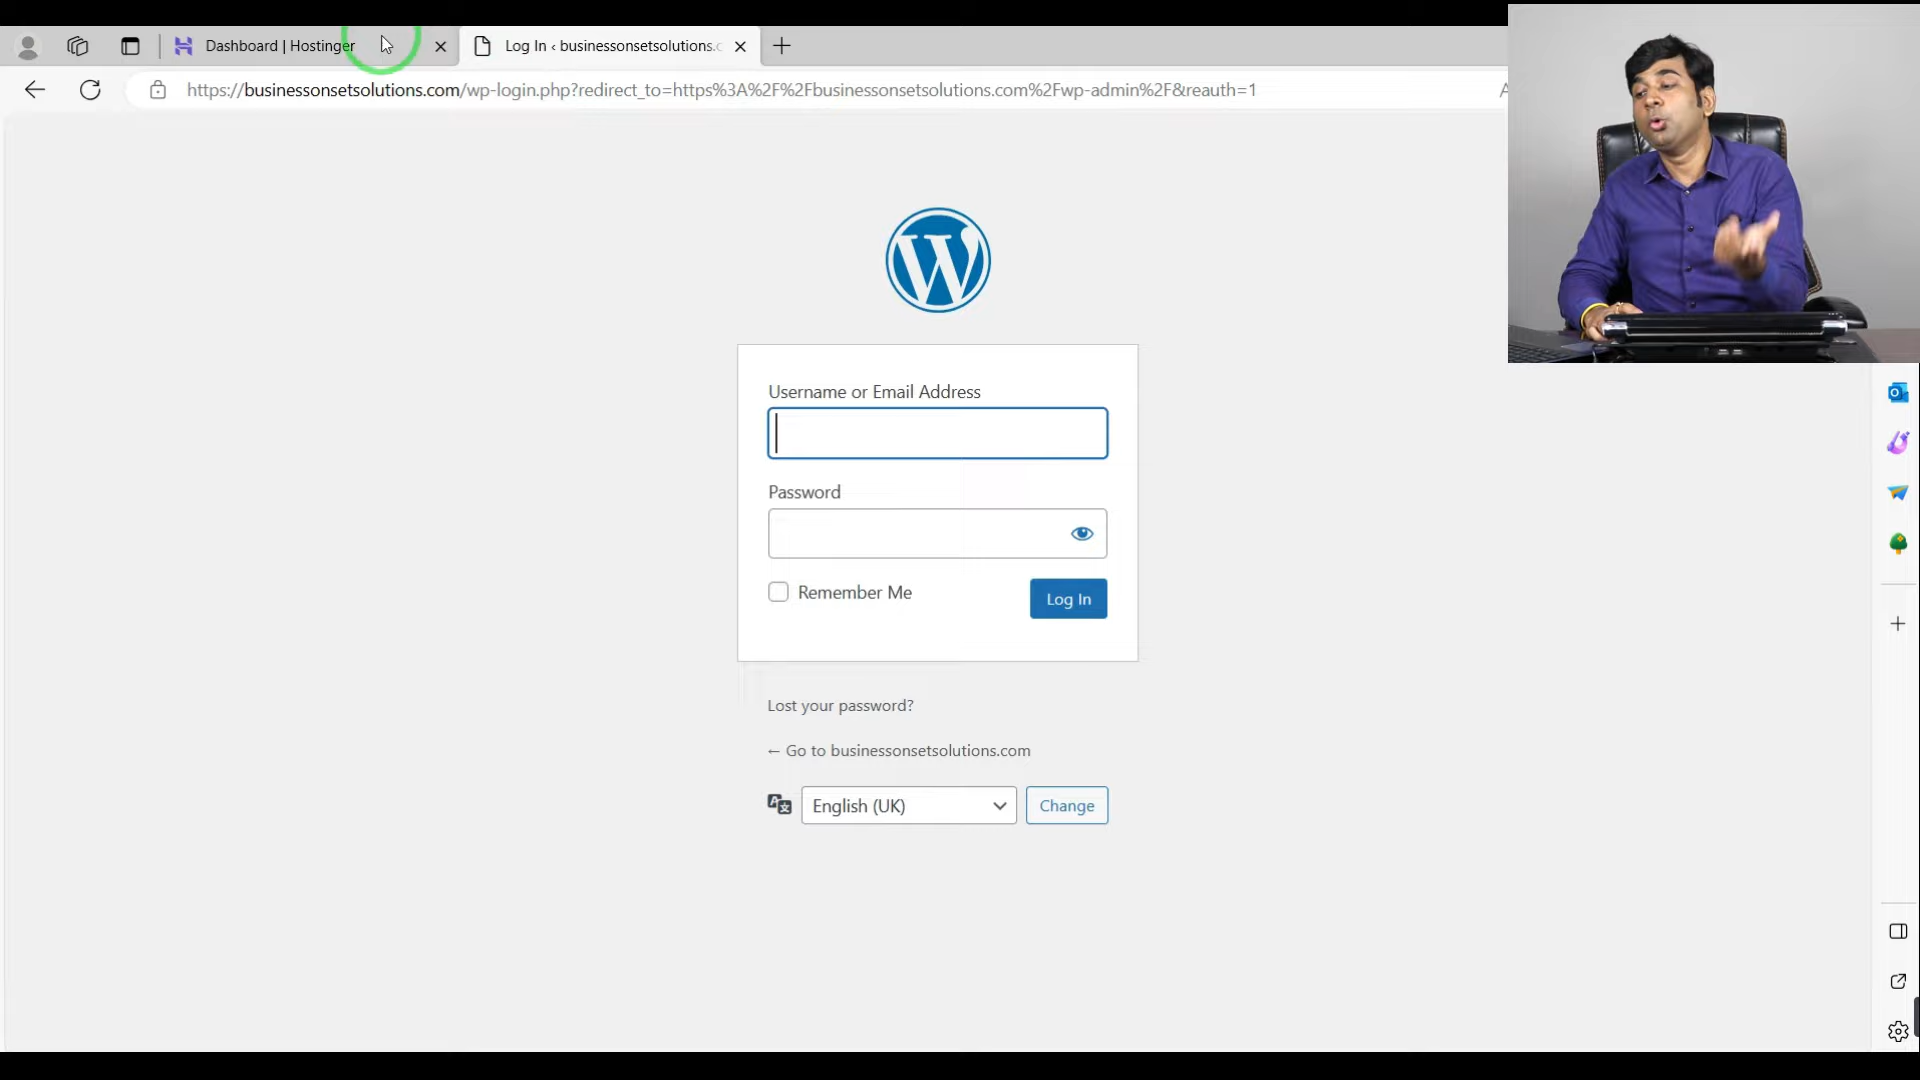 Dashboard | Hostinger
Log In ‹ businessonsetsolutions.c
https://businessonsetsolutions.com/wp-login.php?redirect_to=https%3A%2F%2Fbusinessonsetsolutions.com%2Fwp-admin%2F&reauth=1
Username or Email Address
Password
Remember Me
Log In
Lost your password?
← Go to businessonsetsolutions.com
English (UK)
Change